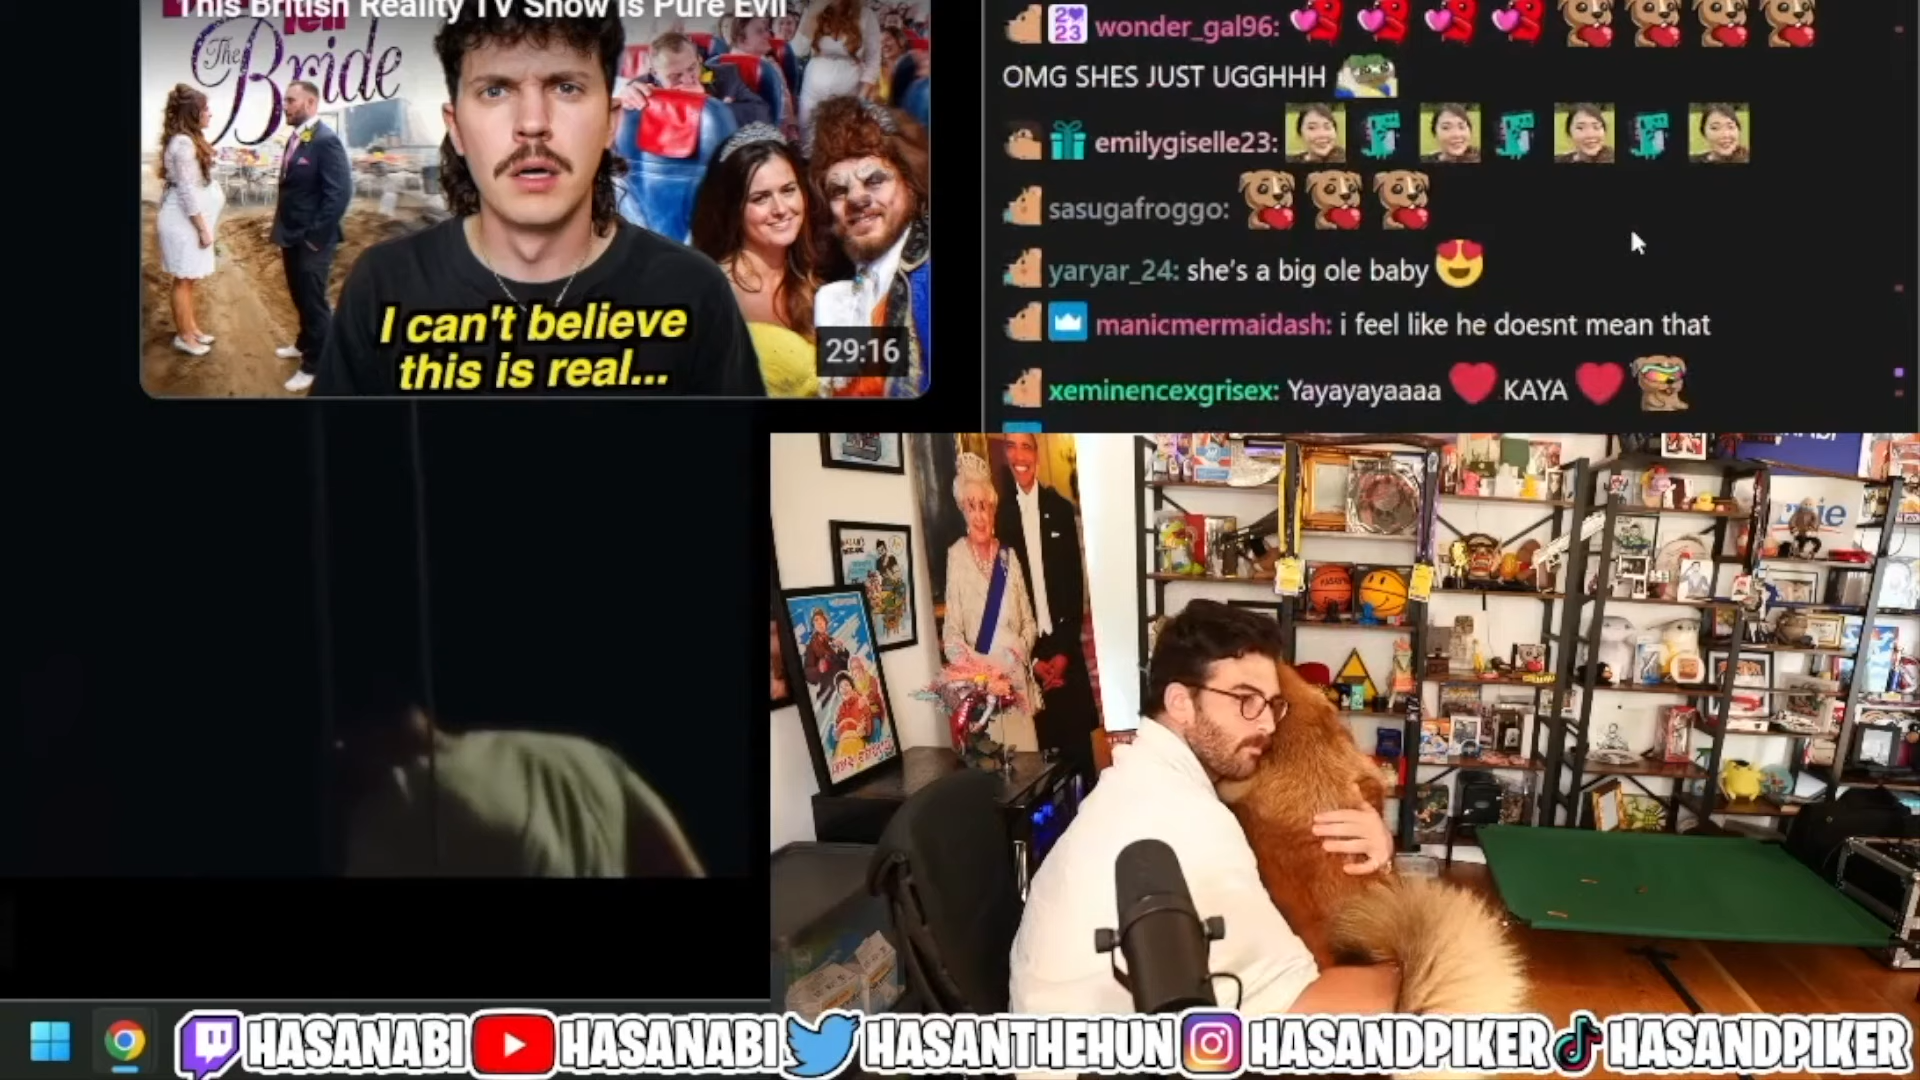 This British Reality TV Show Is Pure Evil
The
Bride
I can't believe
this is real...
29:16
wonder_gal96:
OMG SHES JUST UGGHHH
emilygiselle23:
sasugafroggo:
yaryar_24: she's a big ole baby
manicmermaidash: i feel like he doesnt mean that
xeminencexgrisex: Yayayayaaaa KAYA
HASANABI HASANABI HASANTHEHUN HASANDPIKER HASANDPIKER